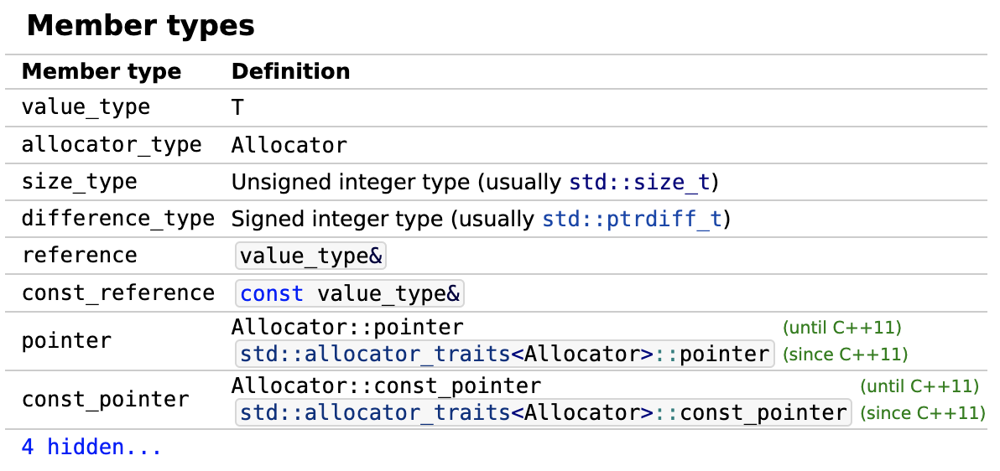 Member types
Member type Definition
value_type T
allocator_type Allocator
size_type Unsigned integer type (usually std::size_t)
difference_type Signed integer type (usually std::ptrdiff_t)
reference value_type&
const_reference const value_type&
pointer
Allocator::pointer (until C++11)
std::allocator_traits<Allocator>::pointer (since C++11)
const_pointer
Allocator::const_pointer (until C++11)
std::allocator_traits<Allocator>::const_pointer (since C++11)
4 hidden...